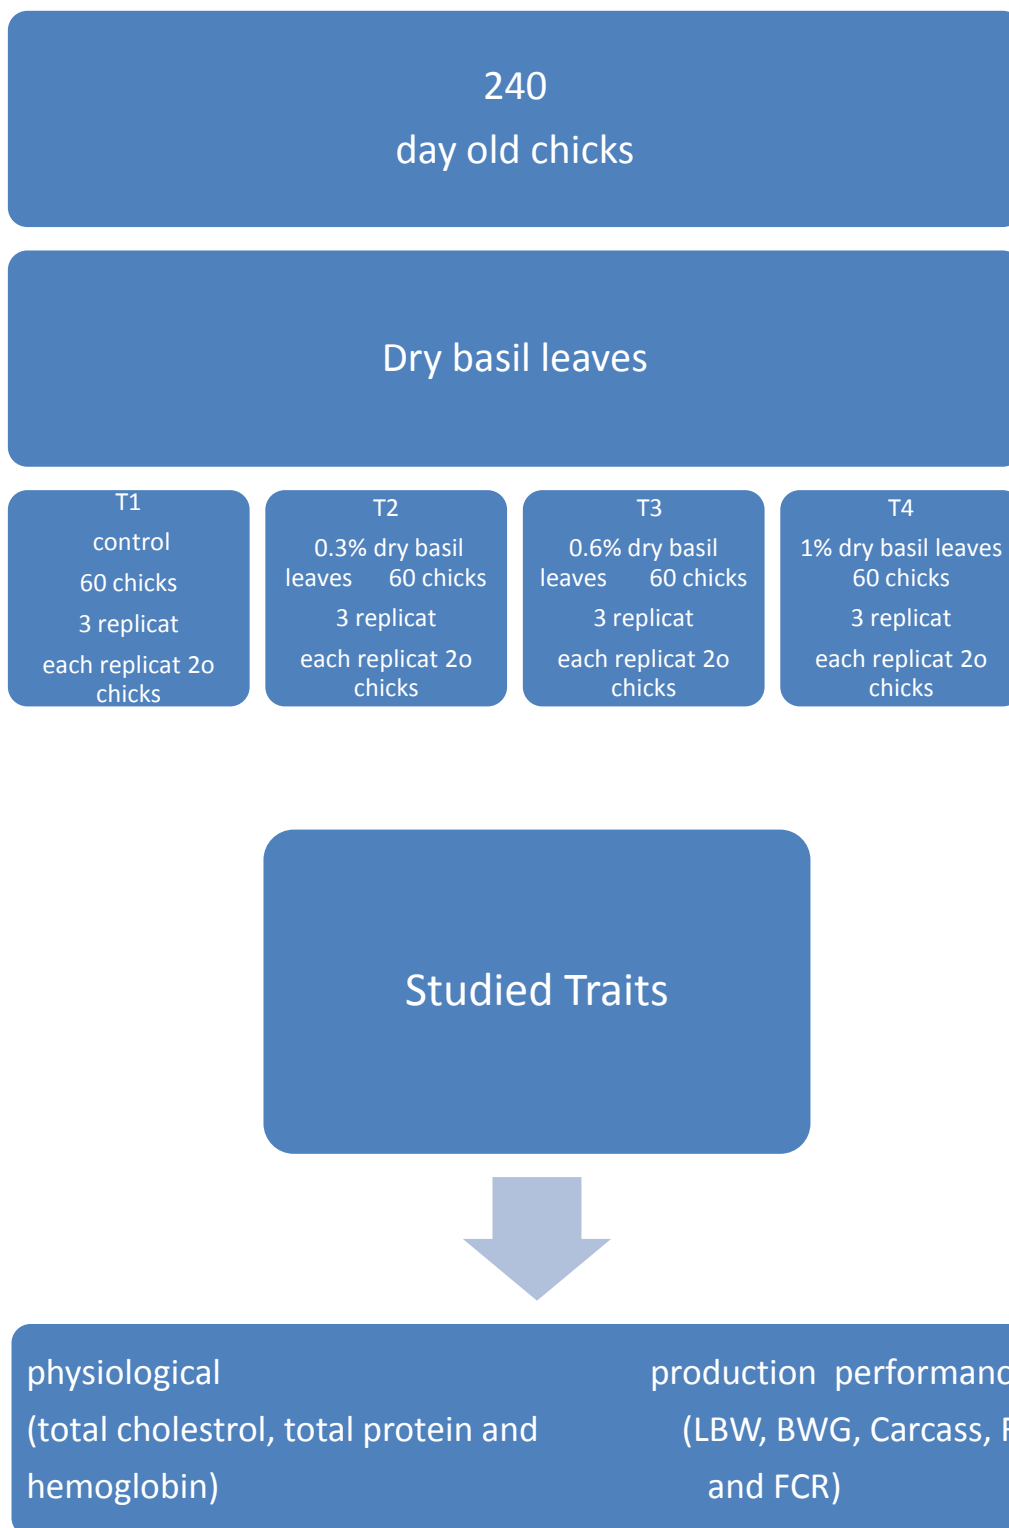 240
day old chicks
Dry basil leaves
T1
control
60 chicks
3 replicat
each replicat 2o
chicks
T2
0.3% dry basil
leaves 60 chicks
3 replicat
each replicat 2o
chicks
T3
0.6% dry basil
leaves 60 chicks
3 replicat
each replicat 2o
chicks
T4
1% dry basil leaves
60 chicks
3 replicat
each replicat 2o
chicks
Studied Traits
physiological
(total cholestrol, total protein and
hemoglobin)
production
(LBW, BWG, Carcass,
and FCR)